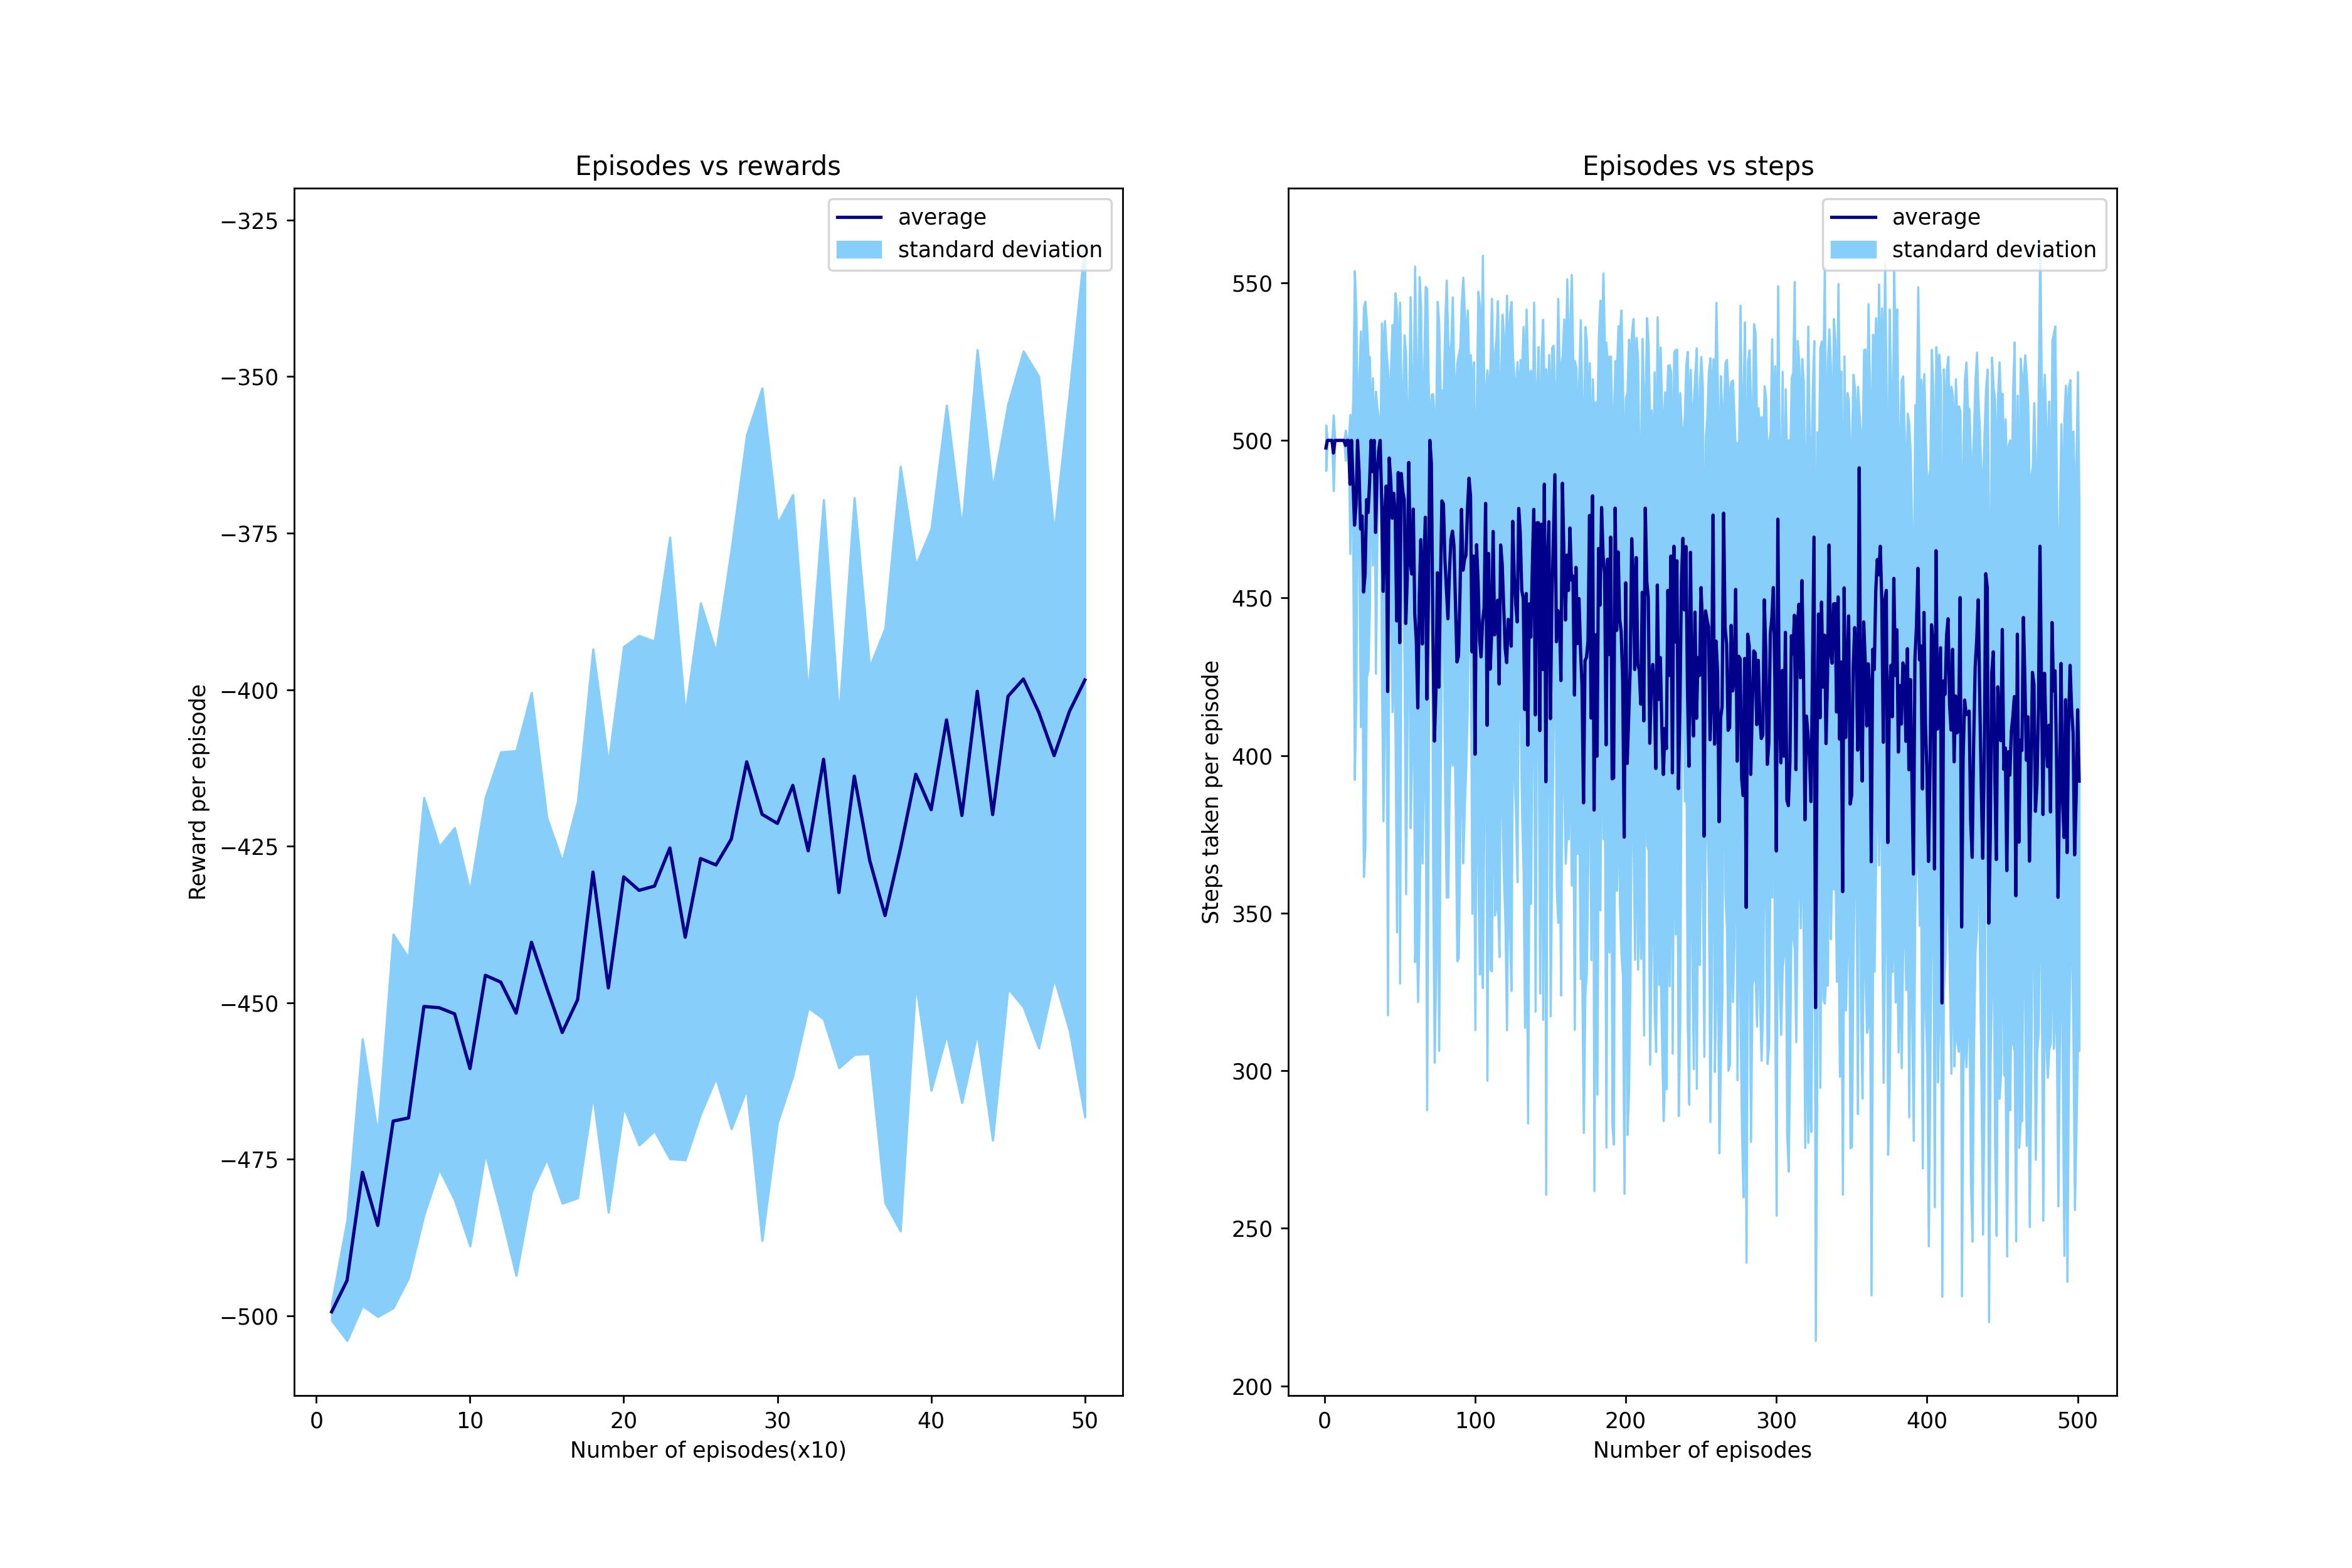 Episodes vs rewards
average
standard deviation
−325
−350
−375
−400
−425
−450
−475
−500
Reward per episode
0 10 20 30 40 50
Number of episodes(x10)
Episodes vs steps
average
standard deviation
550
500
450
400
350
300
250
200
Steps taken per episode
0 100 200 300 400 500
Number of episodes